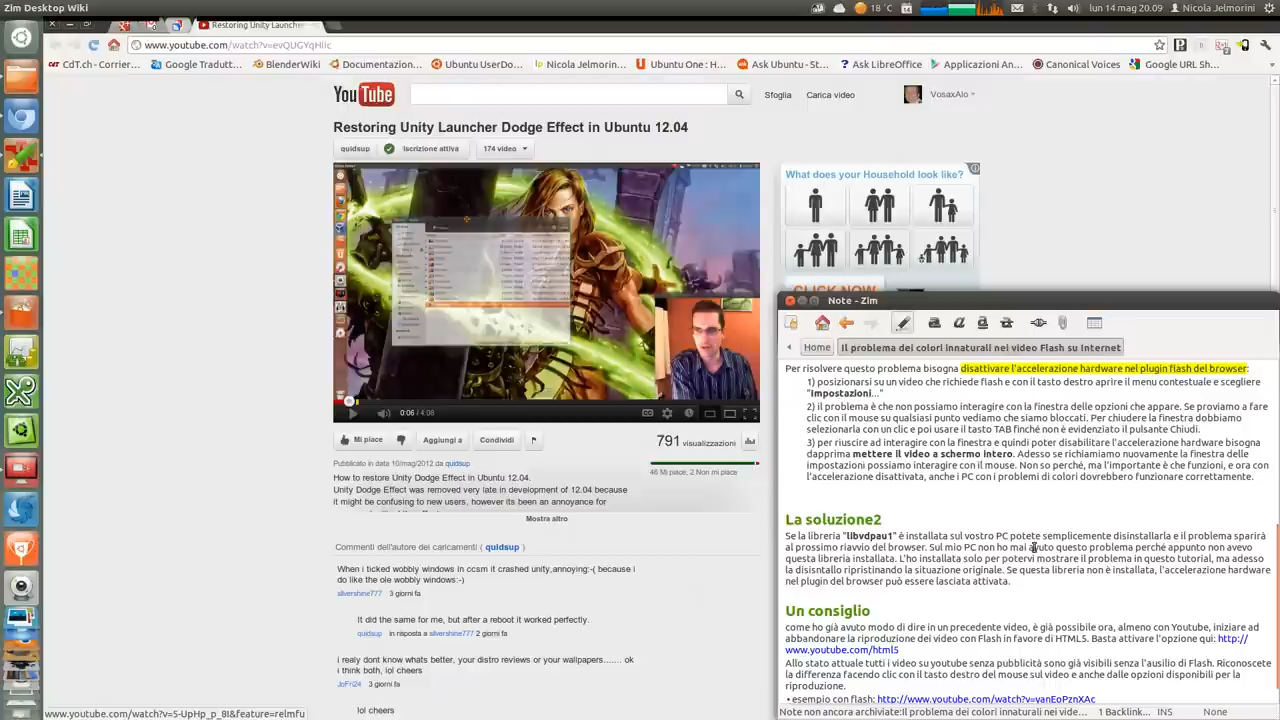 Zim Desktop Wiki
18 °C
lun 14 mag 20.09
Nicola Jelmorini
Restoring Unity Launch
www.youtube.com/watch?v=evQUGYqHIIc
CdT.ch - Corrier...
Google Tradutt...
BlenderWiki
Documentazion...
Ubuntu UserDo...
Nicola Jelmorin...
Ubuntu One : H...
Ask Ubuntu - St...
Ask LibreOffice
Applicazioni An...
Canonical Voices
Google URL Sh...
YouTube
Sfoglia
Carica video
VosaxAlo
Restoring Unity Launcher Dodge Effect in Ubuntu 12.04
quidsup
Iscrizione attiva
174 video
What does your Household look like?
0:06 / 4:08
Mi piace
Aggiungi a
Condividi
791 visualizzazioni
Pubblicato in data 10/mag/2012 da quidsup
46 Mi piace, 2 Non mi piace
How to restore Unity Dodge Effect in Ubuntu 12.04.
Unity Dodge Effect was removed very late in development of 12.04 because
it might be confusing to new users, however its been an annoyance for
Mostra altro
Commenti dell'autore dei caricamenti ( quidsup )
When i ticked wobbly windows in ccsm it crashed unity,annoying:-( because i
do like the ole wobbly windows:-)
silvershine777 3 giorni fa
It did the same for me, but after a reboot it worked perfectly.
quidsup in risposta a silvershine777 2 giorni fa
i realy dont know whats better, your distro reviews or your wallpapers....... ok
i think both, lol cheers
JoFri24 3 giorni fa
lol cheers
www.youtube.com/watch?v=5-UpHp_p_8I&feature=relmfu
Note - Zim
Home
Il problema dei colori innaturali nei video Flash su Internet
Per risolvere questo problema bisogna disattivare l'accelerazione hardware nel plugin flash del browser:
1) posizionarsi su un video che richiede flash e con il tasto destro aprire il menu contestuale e scegliere
"Impostazioni..."
2) il problema è che non possiamo interagire con la finestra delle opzioni che appare. Se proviamo a fare
clic con il mouse su qualsiasi punto vediamo che siamo bloccati. Per chiudere la finestra dobbiamo
selezionarla con un clic e poi usare il tasto TAB finché non è evidenziato il pulsante Chiudi.
3) per riuscire ad interagire con la finestra e quindi poter disabilitare l'accelerazione hardware bisogna
dapprima mettere il video a schermo intero. Adesso se richiamiamo nuovamente la finestra delle
impostazioni possiamo interagire con il mouse. Non so perché, ma l'importante è che funzioni, e ora con
l'accelerazione disattivata, anche i PC con i problemi di colori dovrebbero funzionare correttamente.
La soluzione2
Se la libreria "libvdpau1" è installata sul vostro PC potete semplicemente disinstallarla e il problema sparirà
al prossimo riavvio del browser. Sul mio PC non ho mai avuto questo problema perché appunto non avevo
questa libreria installata. L'ho installata solo per potervi mostrare il problema in questo tutorial, ma adesso
la disinstallo ripristinando la situazione originale. Se questa libreria non è installata, l'accelerazione hardware
nel plugin del browser può essere lasciata attivata.
Un consiglio
come ho già avuto modo di dire in un precedente video, è già possibile ora, almeno con Youtube, iniziare ad
abbandonare la riproduzione dei video con Flash in favore di HTML5. Basta attivare l'opzione qui: http://
www.youtube.com/html5
Allo stato attuale tutti i video su youtube senza pubblicità sono già visibili senza l'ausilio di Flash. Riconoscete
la differenza facendo clic con il tasto destro del mouse sul video e anche dalle opzioni disponibili per la
riproduzione.
• esempio con flash: http://www.youtube.com/watch?v=yanEoPznXAc
Note non ancora archiviate:Il problema dei colori innaturali nei vide...
1 Backlink...
INS
None